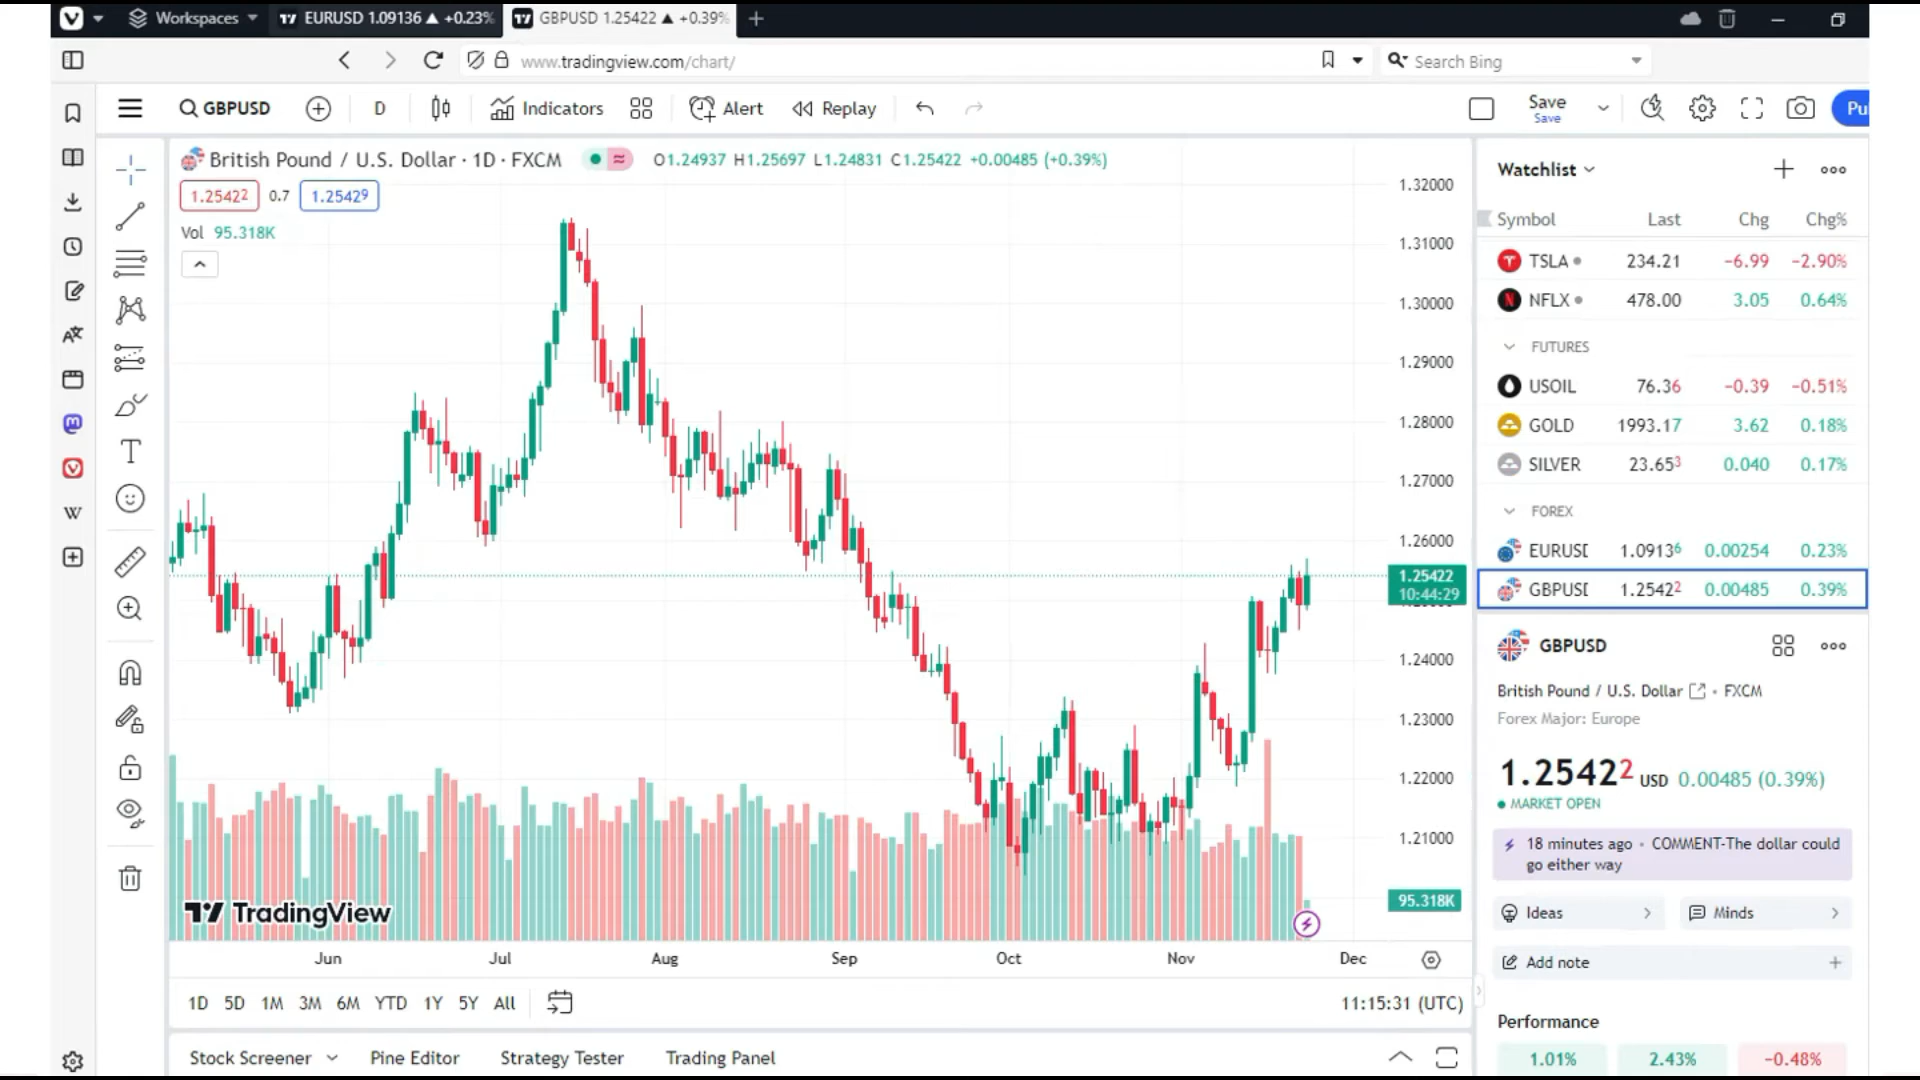 Workspaces
EURUSD 1.09136 ▲ +0.23%
GBPUSD 1.25422 ▲ +0.39%
www.tradingview.com/chart/
Search Bing
GBPUSD
D
Indicators
Alert
Replay
Save
Save
Pu
British Pound / U.S. Dollar · 1D · FXCM
O1.24937 H1.25697 L1.24831 C1.25422 +0.00485 (+0.39%)
1.25422 0.7 1.25429
Vol 95.318K
1.32000
1.31000
1.30000
1.29000
1.28000
1.27000
1.26000
1.25422
10:44:29
1.24000
1.23000
1.22000
1.21000
95.318K
TradingView
Jun Jul Aug Sep Oct Nov Dec
1D 5D 1M 3M 6M YTD 1Y 5Y All
11:15:31 (UTC)
Stock Screener Pine Editor Strategy Tester Trading Panel
Watchlist
Symbol Last Chg Chg%
TSLA 234.21 −6.99 −2.90%
NFLX 478.00 3.05 0.64%
FUTURES
USOIL 76.36 −0.39 −0.51%
GOLD 1993.17 3.62 0.18%
SILVER 23.653 0.040 0.17%
FOREX
EURUSD 1.09136 0.00254 0.23%
GBPUSD 1.25422 0.00485 0.39%
GBPUSD
British Pound / U.S. Dollar • FXCM
Forex Major: Europe
1.25422 USD 0.00485 (0.39%)
MARKET OPEN
18 minutes ago • COMMENT-The dollar could
go either way
Ideas
Minds
Add note
Performance
1.01% 2.43% −0.48%